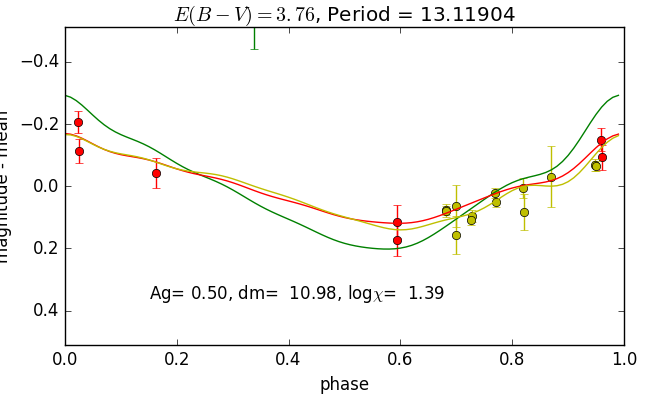 E(B − V) = 3.76, Period = 13.11904
−0.4
−0.2
0.0
0.2
0.4
magnitude - mean
Ag= 0.50, dm= 10.98, logχ= 1.39
0.0 0.2 0.4 0.6 0.8 1.0
phase